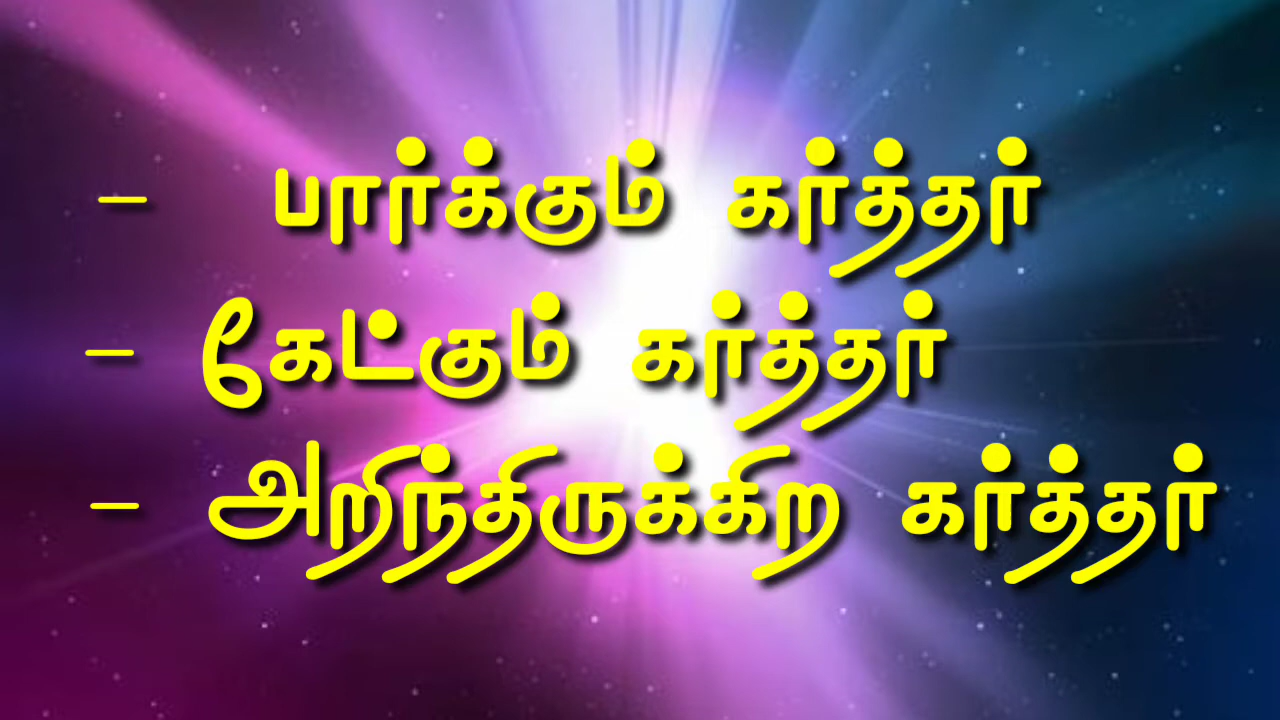 - பார்க்கும் கர்த்தர்
- கேட்கும் கர்த்தர்
- அறிந்திருக்கிற கர்த்தர்